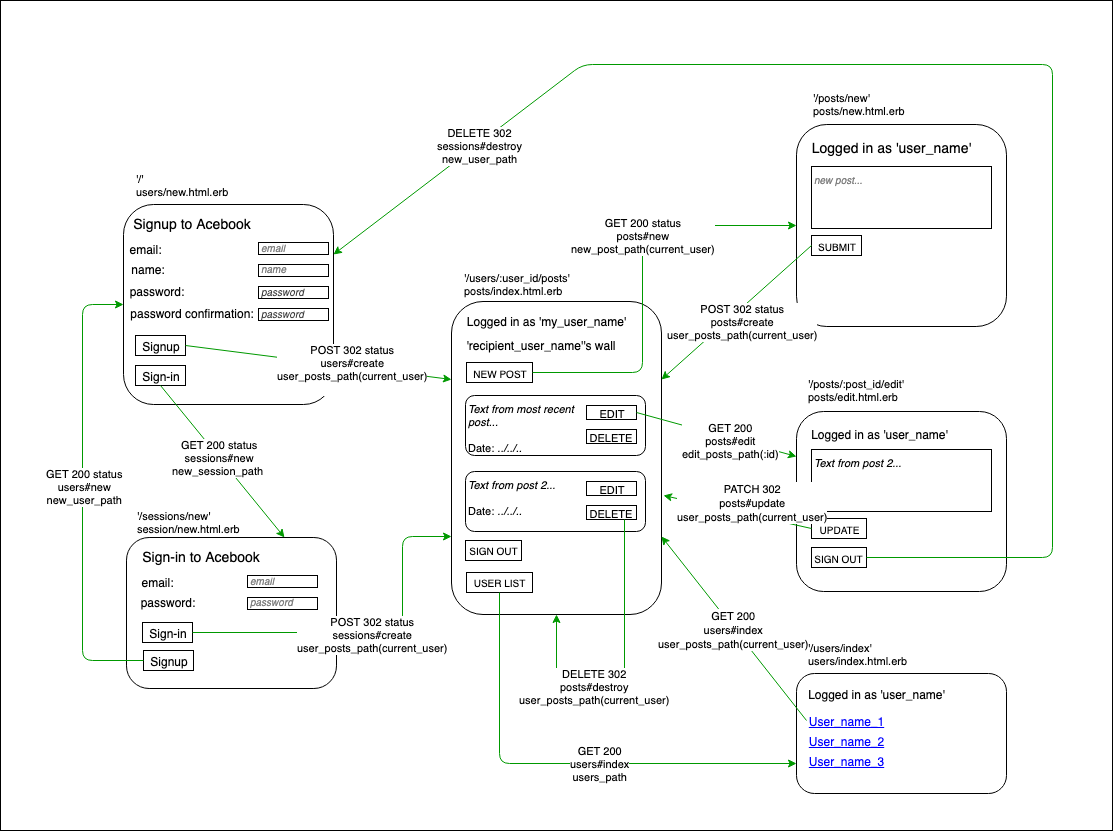 DELETE 302
sessions#destroy
new_user_path
'/'
users/new.html.erb
Signup to Acebook
email:
email
name:
name
password:
password
password confirmation:
password
Signup
Sign-in
POST 302 status
users#create
user_posts_path(current_user)
GET 200 status
sessions#new
new_session_path
GET 200 status
users#new
new_user_path
'/sessions/new'
session/new.html.erb
Sign-in to Acebook
email:
email
password:
password
Sign-in
Signup
POST 302 status
sessions#create
user_posts_path(current_user)
'/users/:user_id/posts'
posts/index.html.erb
Logged in as 'my_user_name'
'recipient_user_name''s wall
NEW POST
Text from most recent
post...
Date: ../../..
EDIT
DELETE
Text from post 2...
Date: ../../..
EDIT
DELETE
SIGN OUT
USER LIST
GET 200 status
posts#new
new_post_path(current_user)
'/posts/new'
posts/new.html.erb
Logged in as 'user_name'
new post...
SUBMIT
POST 302 status
posts#create
user_posts_path(current_user)
GET 200
posts#edit
edit_posts_path(:id)
'/posts/:post_id/edit'
posts/edit.html.erb
Logged in as 'user_name'
Text from post 2...
UPDATE
SIGN OUT
PATCH 302
posts#update
user_posts_path(current_user)
GET 200
users#index
user_posts_path(current_user)
DELETE 302
posts#destroy
user_posts_path(current_user)
GET 200
users#index
users_path
'/users/index'
users/index.html.erb
Logged in as 'user_name'
User_name_1
User_name_2
User_name_3